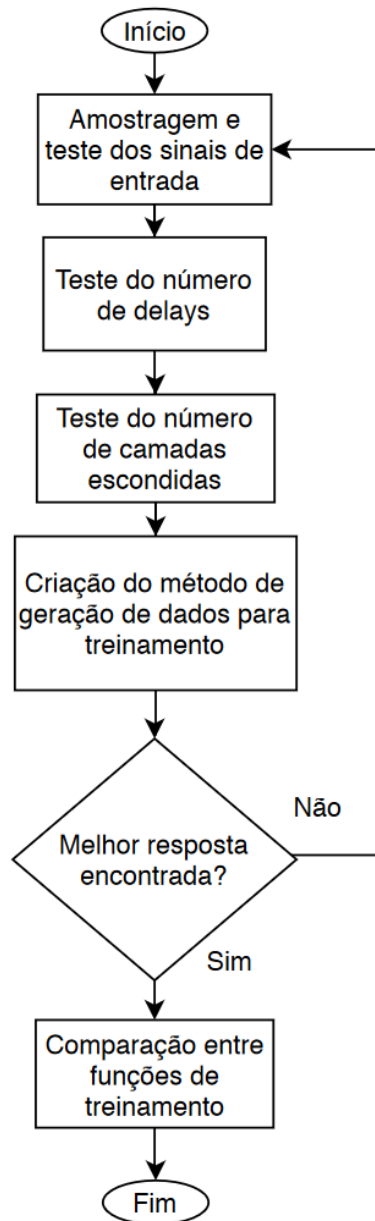 Início
Amostragem e
teste dos sinais de
entrada
Teste do número
de delays
Teste do número
de camadas
escondidas
Criação do método de
geração de dados para
treinamento
Não
Melhor resposta
encontrada?
Sim
Comparação entre
funções de
treinamento
Fim